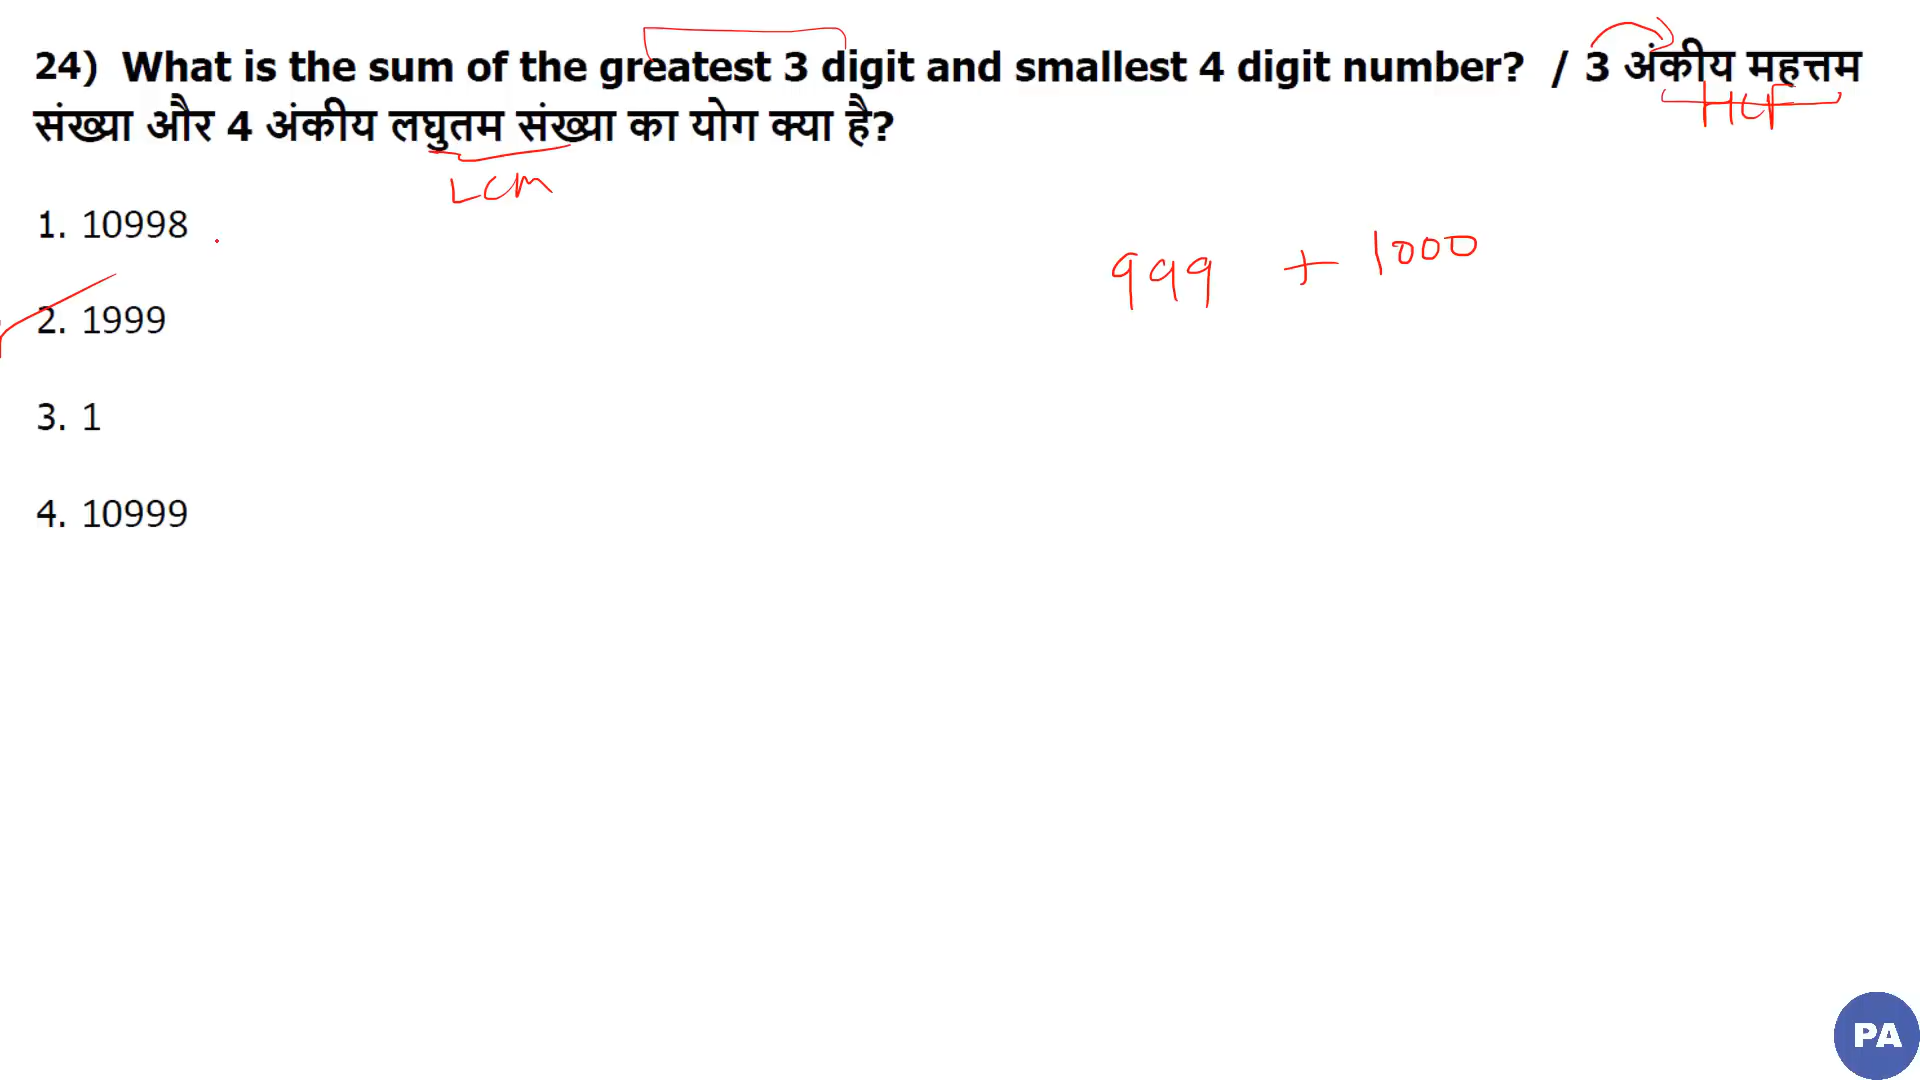 24) What is the sum of the greatest 3 digit and smallest 4 digit number? / 3 अंकीय महत्तम
HCF
संख्या और 4 अंकीय लघुतम संख्या का योग क्या है?
LCM
1. 10998
999 + 1000
2. 1999
3. 1
4. 10999
PA